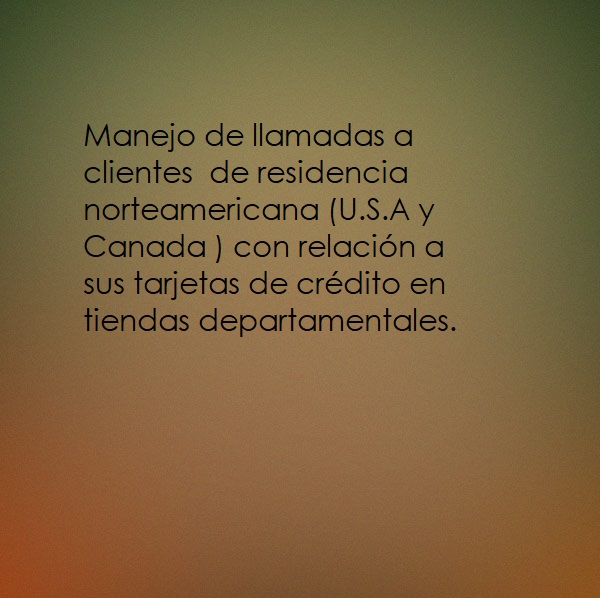 Manejo de llamadas a
clientes  de residencia
norteamericana (U.S.A y
Canada ) con relación a
sus tarjetas de crédito en
tiendas departamentales.